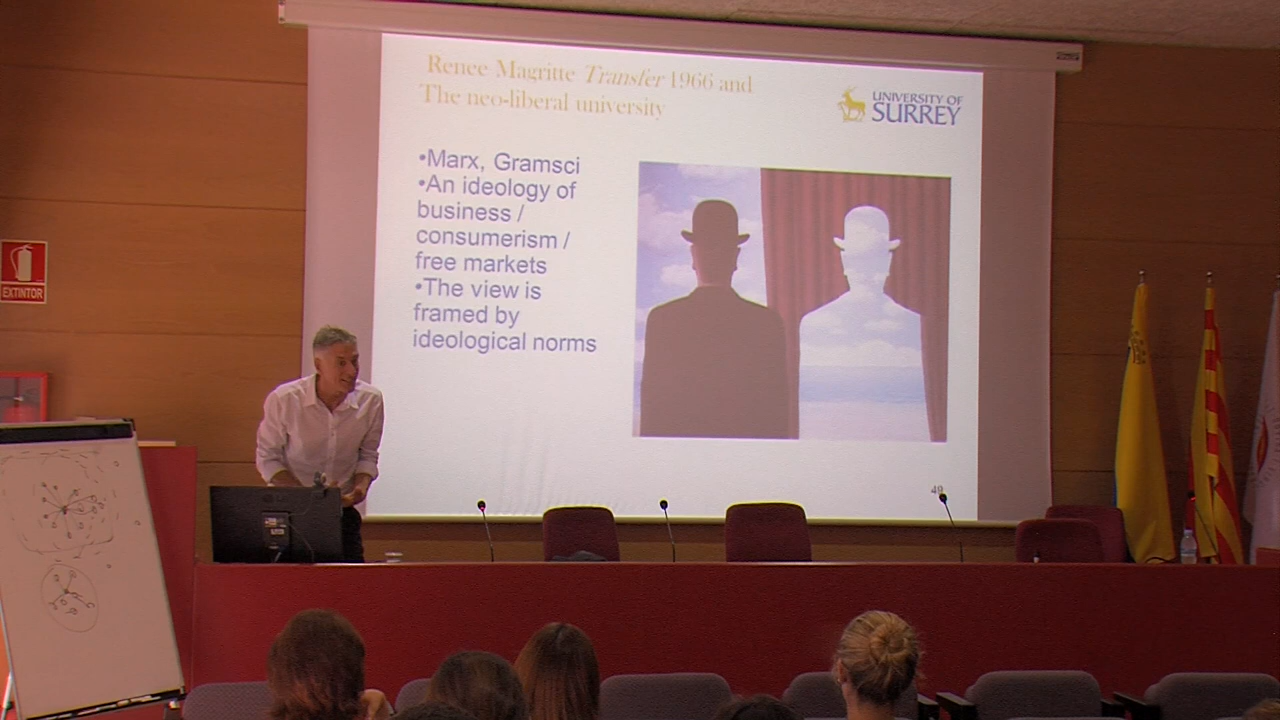 Renee Magritte Transfer 1966 and
The neo-liberal university
UNIVERSITY OF
SURREY
•Marx, Gramsci
•An ideology of
business /
consumerism /
free markets
•The view is
framed by
ideological norms
49
EXTINTOR